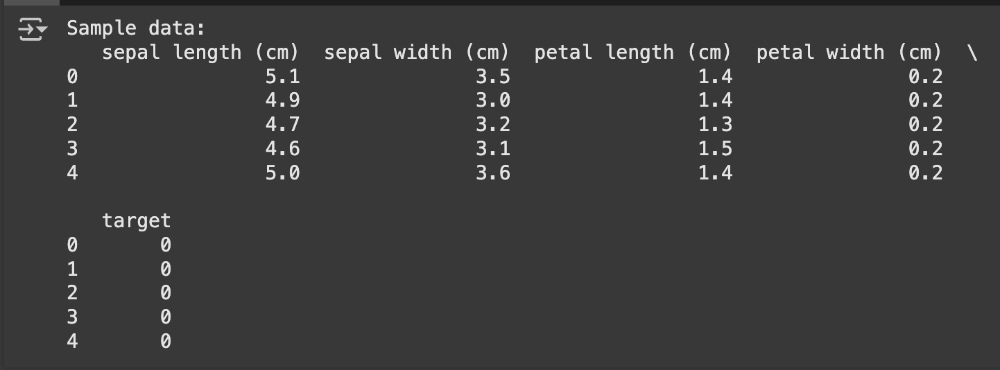 Sample data:
   sepal length (cm)  sepal width (cm)  petal length (cm)  petal width (cm)  \
0                5.1               3.5                1.4               0.2
1                4.9               3.0                1.4               0.2
2                4.7               3.2                1.3               0.2
3                4.6               3.1                1.5               0.2
4                5.0               3.6                1.4               0.2

   target
0       0
1       0
2       0
3       0
4       0